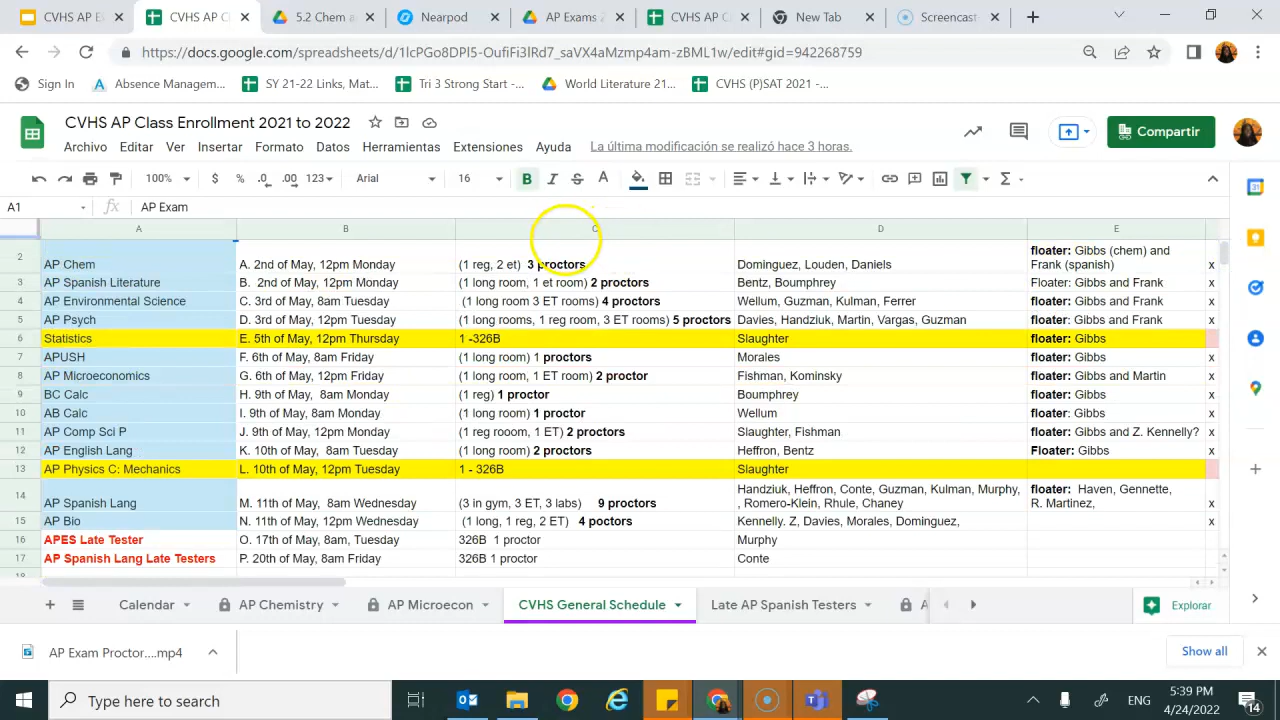 CVHS AP Exam
CVHS AP C
5.2 Chem a
Nearpod
AP Exams 2
CVHS AP C
New Tab
Screencast
https://docs.google.com/spreadsheets/d/1lcPGo8DPl5-OufiFi3lRd7_saVX4aMzmp4am-zBML1w/edit#gid=942268759
Sign In
Absence Managem...
SY 21-22 Links, Mat...
Tri 3 Strong Start -...
World Literature 21...
CVHS (P)SAT 2021 -...
CVHS AP Class Enrollment 2021 to 2022
Compartir
Archivo Editar Ver Insertar Formato Datos Herramientas Extensiones Ayuda La última modificación se realizó hace 3 horas.
100% $ % .0 .00 123 Arial 16 B I S A Σ
A1 fx AP Exam
A B C D E
2 AP Chem A. 2nd of May, 12pm Monday (1 reg, 2 et) 3 proctors Dominguez, Louden, Daniels floater: Gibbs (chem) and Frank (spanish) x
3 AP Spanish Literature B. 2nd of May, 12pm Monday (1 long room, 1 et room) 2 proctors Bentz, Boumphrey Floater: Gibbs and Frank x
4 AP Environmental Science C. 3rd of May, 8am Tuesday (1 long room 3 ET rooms) 4 proctors Wellum, Guzman, Kulman, Ferrer floater: Gibbs and Frank x
5 AP Psych D. 3rd of May, 12pm Tuesday (1 long rooms, 1 reg room, 3 ET rooms) 5 proctors Davies, Handziuk, Martin, Vargas, Guzman floater: Gibbs and Frank x
6 Statistics E. 5th of May, 12pm Thursday 1 -326B Slaughter floater: Gibbs
7 APUSH F. 6th of May, 8am Friday (1 long room) 1 proctors Morales floater: Gibbs x
8 AP Microeconomics G. 6th of May, 12pm Friday (1 long room, 1 ET room) 2 proctor Fishman, Kominsky floater: Gibbs and Martin x
9 BC Calc H. 9th of May, 8am Monday (1 reg) 1 proctor Boumphrey floater: Gibbs x
10 AB Calc I. 9th of May, 8am Monday (1 long room) 1 proctor Wellum floater: Gibbs x
11 AP Comp Sci P J. 9th of May, 12pm Monday (1 reg rooom, 1 ET) 2 proctors Slaughter, Fishman floater: Gibbs and Z. Kennelly? x
12 AP English Lang K. 10th of May, 8am Tuesday (1 long room) 2 proctors Heffron, Bentz Floater: Gibbs x
13 AP Physics C: Mechanics L. 10th of May, 12pm Tuesday 1 - 326B Slaughter
14 AP Spanish Lang M. 11th of May, 8am Wednesday (3 in gym, 3 ET, 3 labs) 9 proctors Handziuk, Heffron, Conte, Guzman, Kulman, Murphy, , Romero-Klein, Rhule, Chaney floater: Haven, Gennette, R. Martinez, x
15 AP Bio N. 11th of May, 12pm Wednesday (1 long, 1 reg, 2 ET) 4 poctors Kennelly. Z, Davies, Morales, Dominguez, x
16 APES Late Tester O. 17th of May, 8am Tuesday 326B 1 proctor Murphy
17 AP Spanish Lang Late Testers P. 20th of May, 8am Friday 326B 1 proctor Conte
Calendar AP Chemistry AP Microecon CVHS General Schedule Late AP Spanish Testers A Explorar
AP Exam Proctor....mp4 Show all
Type here to search
ENG
5:39 PM
4/24/2022
14